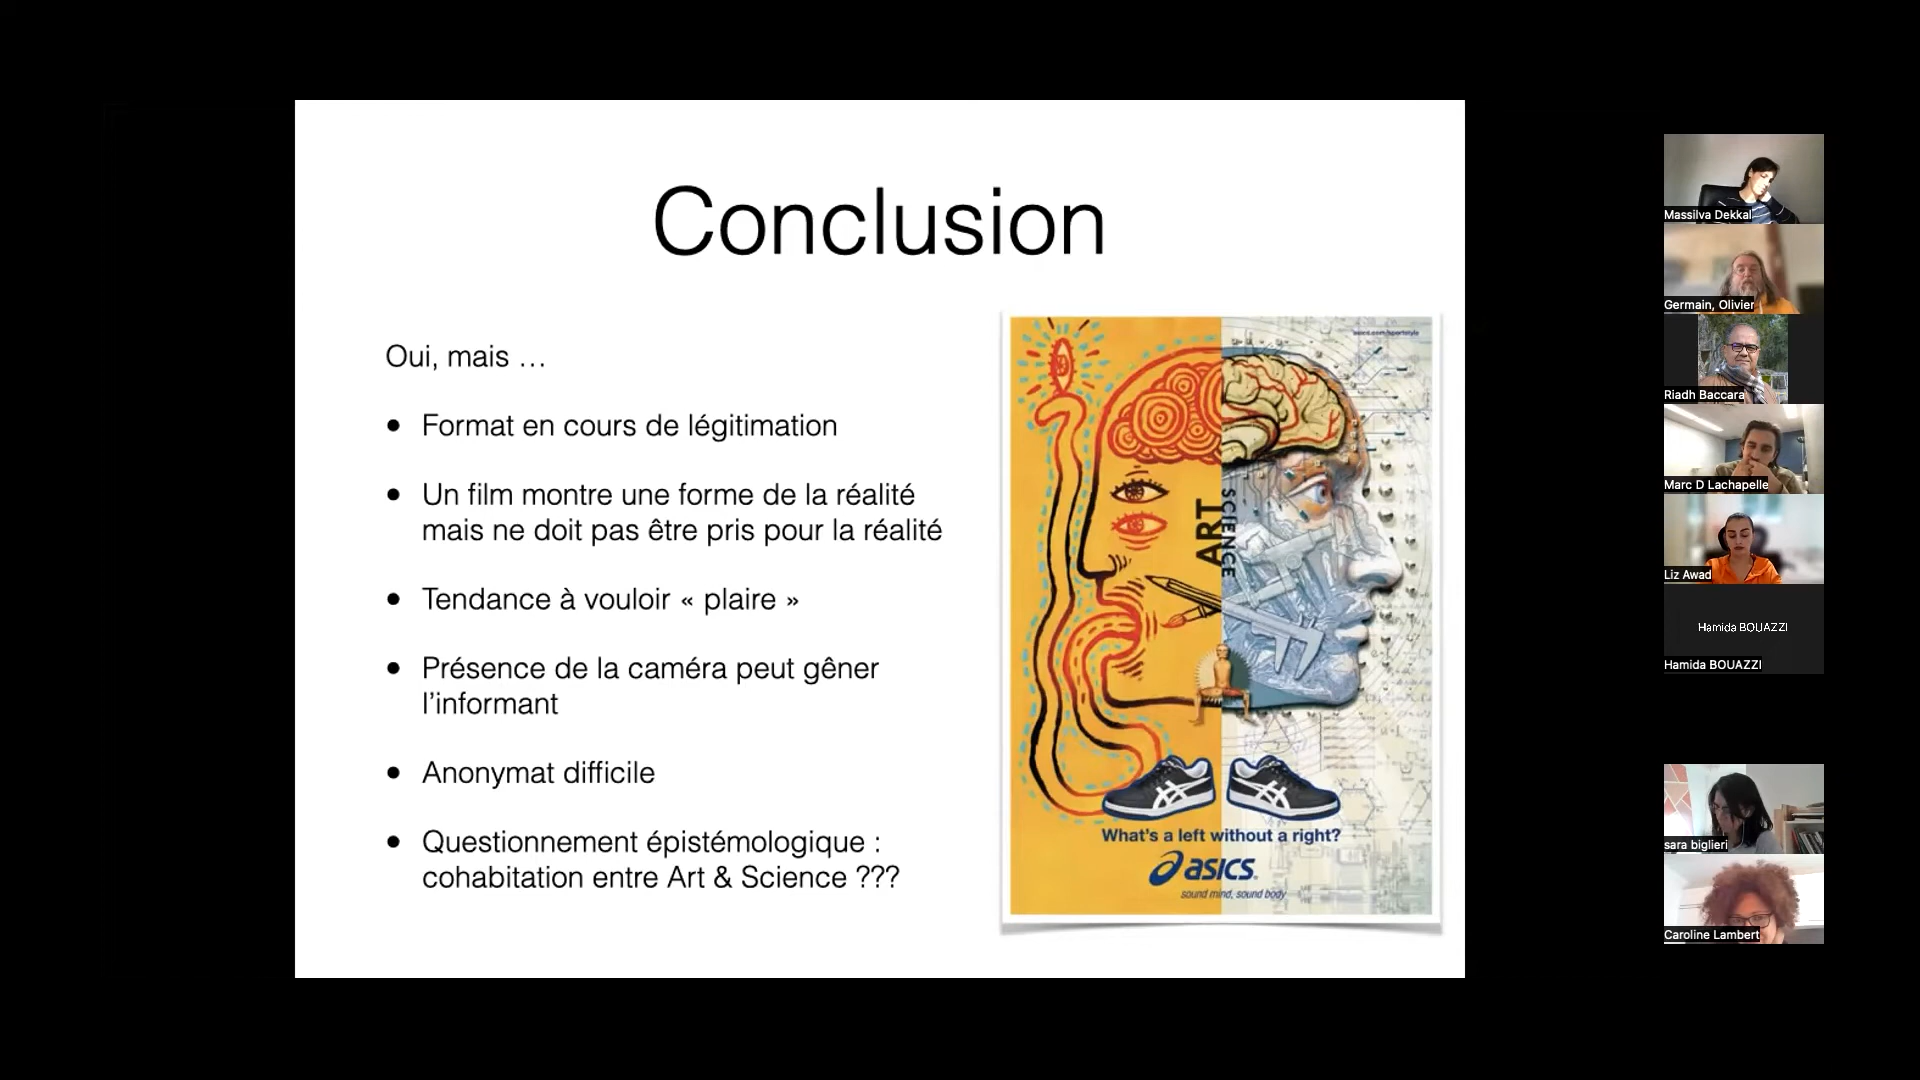 Conclusion
Oui, mais …
• Format en cours de légitimation
• Un film montre une forme de la réalité
mais ne doit pas être pris pour la réalité
• Tendance à vouloir « plaire »
• Présence de la caméra peut gêner
l’informant
• Anonymat difficile
• Questionnement épistémologique :
cohabitation entre Art & Science ???
ART
SCIENCE
What's a left without a right?
asics
sound mind, sound body
Massilva Dekkal
Germain, Olivier
Riadh Baccara
Marc D Lachapelle
Liz Awad
Hamida BOUAZZI
Hamida BOUAZZI
sara biglieri
Caroline Lambert